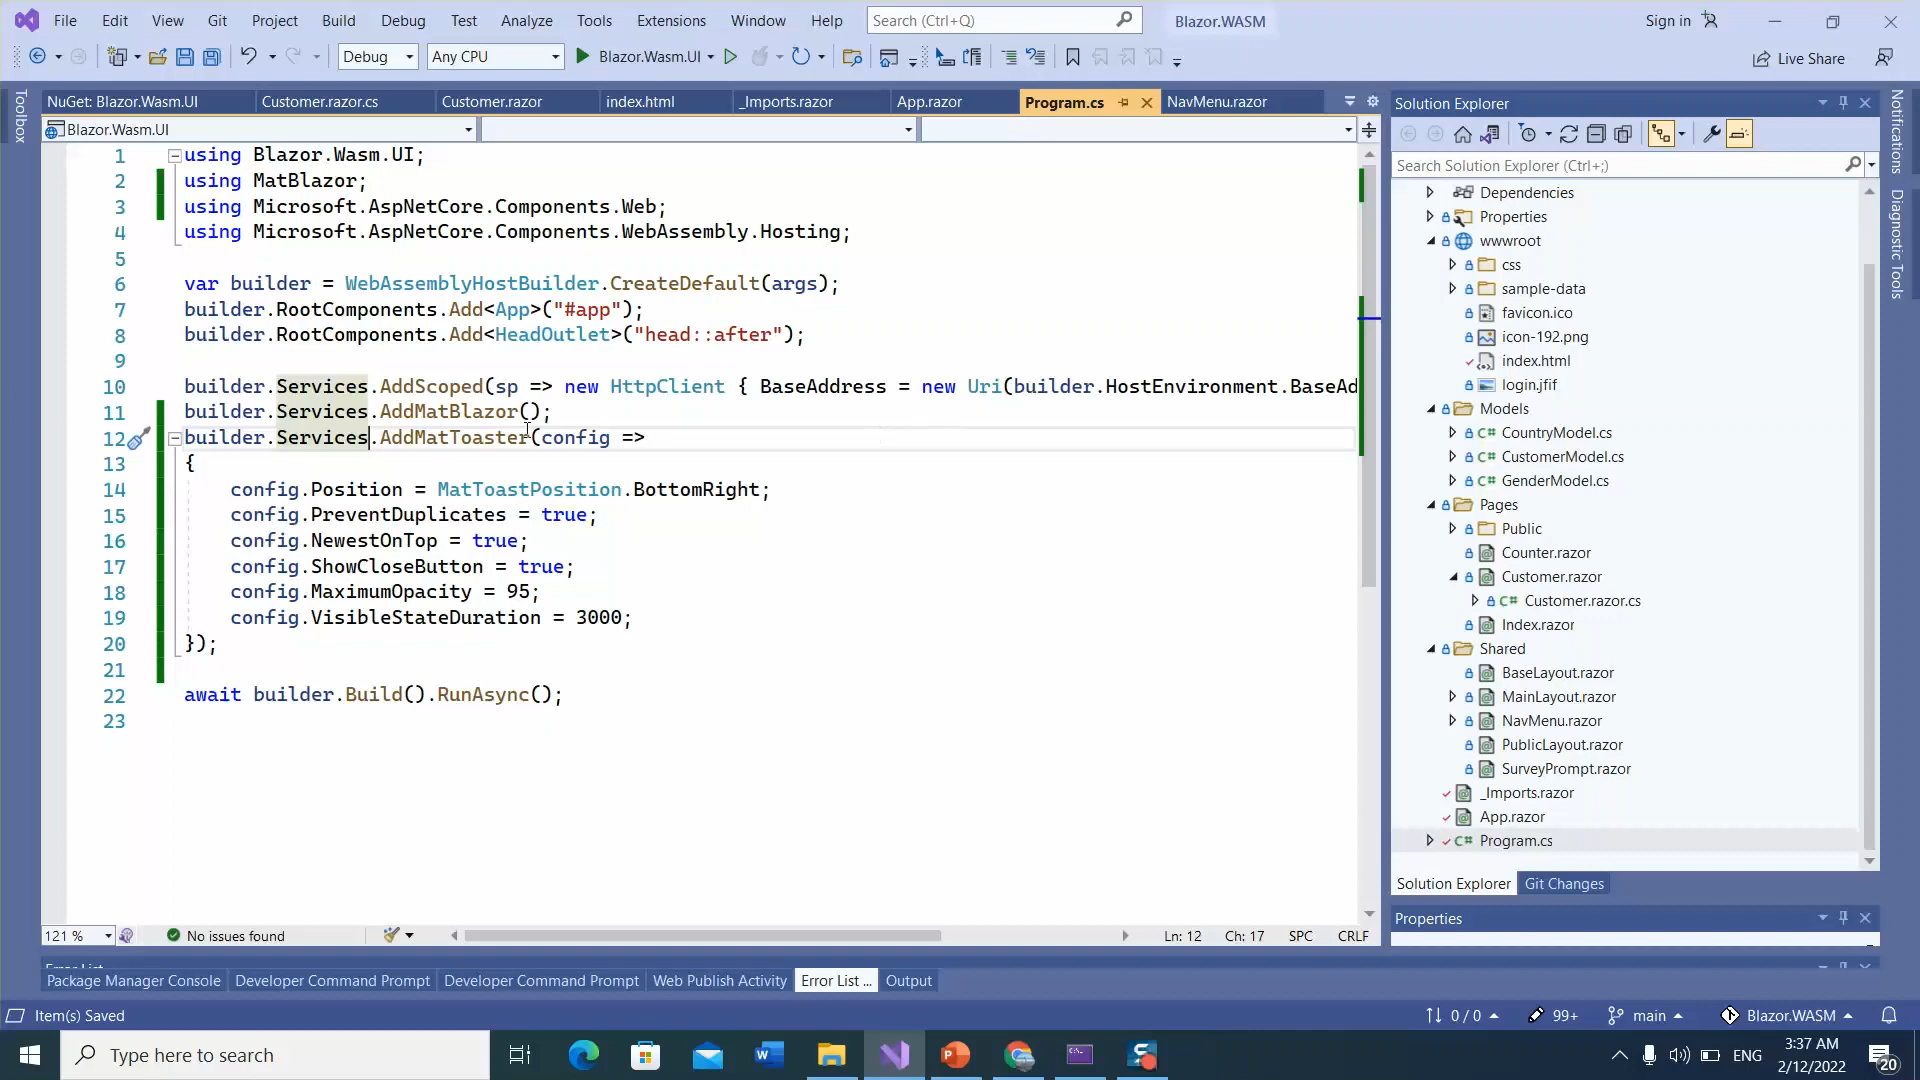 File Edit View Git Project Build Debug Test Analyze Tools Extensions Window Help Search (Ctrl+Q) Blazor.WASM Sign in
Debug Any CPU Blazor.Wasm.UI Live Share
Toolbox
NuGet: Blazor.Wasm.UI Customer.razor.cs Customer.razor index.html _Imports.razor App.razor Program.cs NavMenu.razor
Blazor.Wasm.UI
1 using Blazor.Wasm.UI;
2 using MatBlazor;
3 using Microsoft.AspNetCore.Components.Web;
4 using Microsoft.AspNetCore.Components.WebAssembly.Hosting;
5
6 var builder = WebAssemblyHostBuilder.CreateDefault(args);
7 builder.RootComponents.Add<App>("#app");
8 builder.RootComponents.Add<HeadOutlet>("head::after");
9
10 builder.Services.AddScoped(sp => new HttpClient { BaseAddress = new Uri(builder.HostEnvironment.BaseAd
11 builder.Services.AddMatBlazor();
12 builder.Services.AddMatToaster(config =>
13 {
14 config.Position = MatToastPosition.BottomRight;
15 config.PreventDuplicates = true;
16 config.NewestOnTop = true;
17 config.ShowCloseButton = true;
18 config.MaximumOpacity = 95;
19 config.VisibleStateDuration = 3000;
20 });
21
22 await builder.Build().RunAsync();
23
121 % No issues found Ln: 12 Ch: 17 SPC CRLF
Solution Explorer
Search Solution Explorer (Ctrl+;)
Dependencies
Properties
wwwroot
css
sample-data
favicon.ico
icon-192.png
index.html
login.jfif
Models
C# CountryModel.cs
C# CustomerModel.cs
C# GenderModel.cs
Pages
Public
Counter.razor
Customer.razor
C# Customer.razor.cs
Index.razor
Shared
BaseLayout.razor
MainLayout.razor
NavMenu.razor
PublicLayout.razor
SurveyPrompt.razor
_Imports.razor
App.razor
C# Program.cs
Solution Explorer Git Changes
Properties
Notifications
Diagnostic Tools
Error List
Package Manager Console Developer Command Prompt Developer Command Prompt Web Publish Activity Error List ... Output
Item(s) Saved 0 / 0 99+ main Blazor.WASM
Type here to search
ENG
3:37 AM
2/12/2022
20